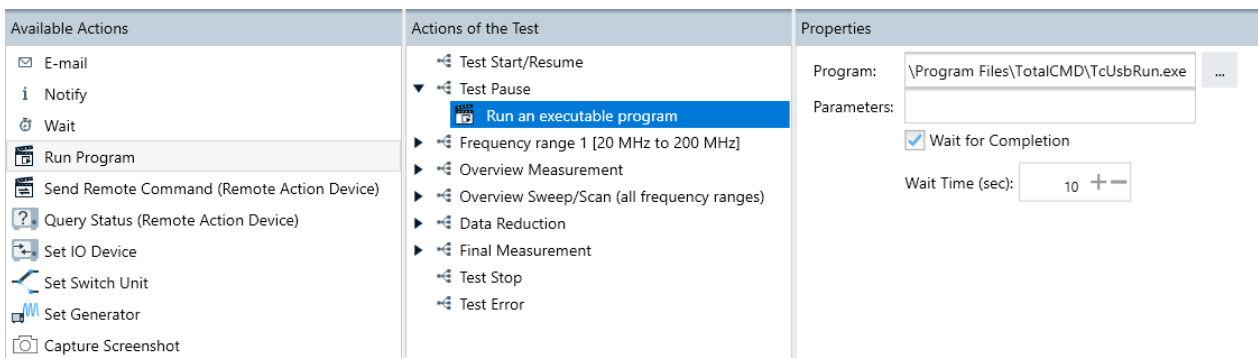 Available Actions
E-mail
Notify
Wait
Run Program
Send Remote Command (Remote Action Device)
Query Status (Remote Action Device)
Set IO Device
Set Switch Unit
Set Generator
Capture Screenshot
Actions of the Test
Test Start/Resume
Test Pause
Run an executable program
Frequency range 1 [20 MHz to 200 MHz]
Overview Measurement
Overview Sweep/Scan (all frequency ranges)
Data Reduction
Final Measurement
Test Stop
Test Error
Properties
Program: \Program Files\TotalCMD\TcUsbRun.exe ...
Parameters:
Wait for Completion
Wait Time (sec): 10